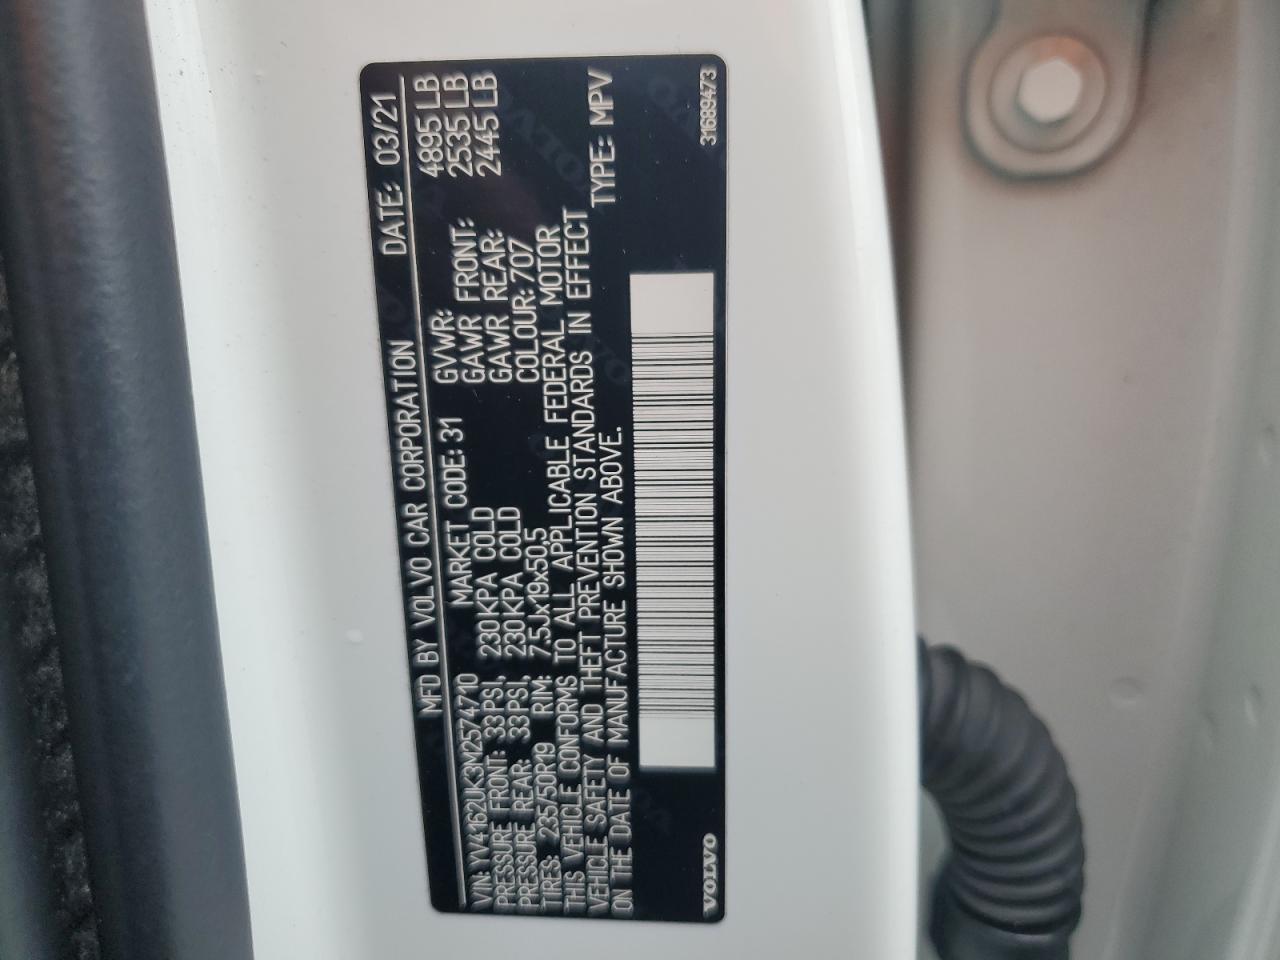 MFD BY VOLVO CAR CORPORATION DATE: 03/21
VIN: YV4162UK3M2574710 MARKET CODE: 31 GVWR: 4895 LB
PRESSURE FRONT: 33PSI, 230KPA COLD GAWR FRONT: 2535 LB
PRESSURE REAR: 33PSI, 230KPA COLD GAWR REAR: 2445 LB
TIRES: 235/50R19 RIM: 7.5Jx19x50,5 COLOUR: 707
THIS VEHICLE CONFORMS TO ALL APPLICABLE FEDERAL MOTOR
VEHICLE SAFETY AND THEFT PREVENTION STANDARDS IN EFFECT
ON THE DATE OF MANUFACTURE SHOWN ABOVE. TYPE: MPV
VOLVO 31689473